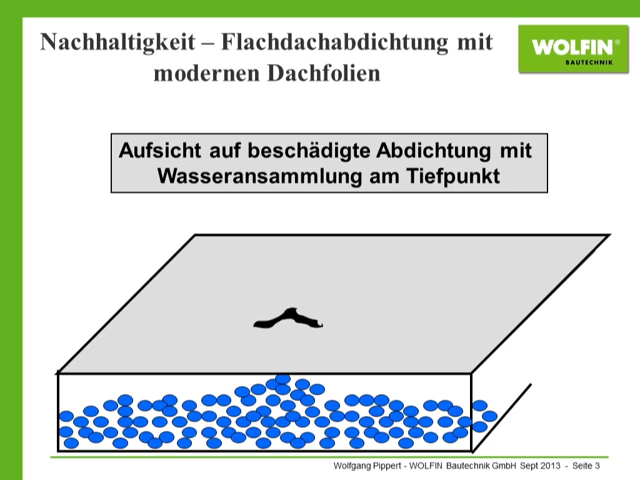 Nachhaltigkeit – Flachdachabdichtung mit
modernen Dachfolien
WOLFIN®
BAUTECHNIK
Aufsicht auf beschädigte Abdichtung mit
Wasseransammlung am Tiefpunkt
Wolfgang Pippert - WOLFIN Bautechnik GmbH Sept 2013 - Seite 3